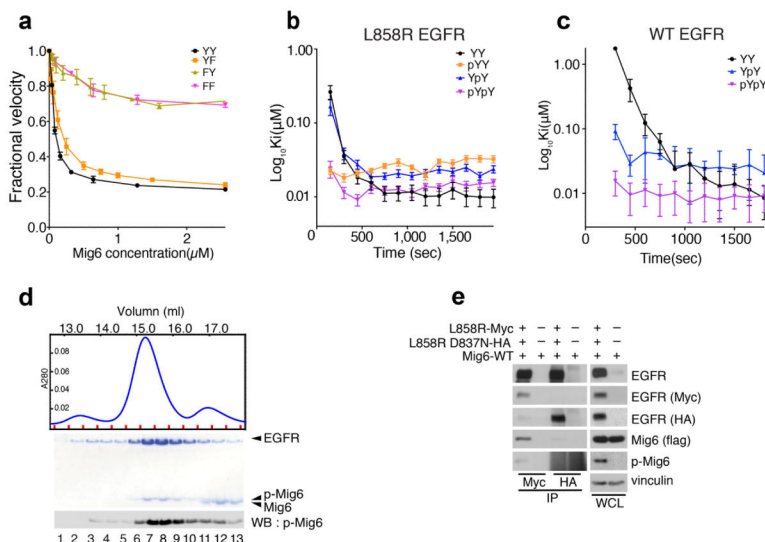 a
Fractional velocity
1.0
0.8
0.6
0.4
0.2
0.0
0
1
2
Mig6 concentration(µM)
YY
YF
FY
FF
b
L858R EGFR
Log10Ki(µM)
1.00
0.10
0.01
0
500
1,000
1,500
Time (sec)
YY
pYY
YpY
pYpY
c
WT EGFR
Log10Ki(µM)
1.00
0.10
0.01
500
1000
1500
Time(sec)
YY
YpY
pYpY
d
Volumn (ml)
13.0 14.0 15.0 16.0 17.0
A280
0.08
0.06
0.04
0.02
EGFR
p-Mig6
Mig6
WB : p-Mig6
1 2 3 4 5 6 7 8 9 10 11 12 13
e
L858R-Myc + − + − + −
L858R D837N-HA + − + − + −
Mig6-WT + + + + + +
EGFR
EGFR (Myc)
EGFR (HA)
Mig6 (flag)
p-Mig6
vinculin
Myc HA
IP
WCL